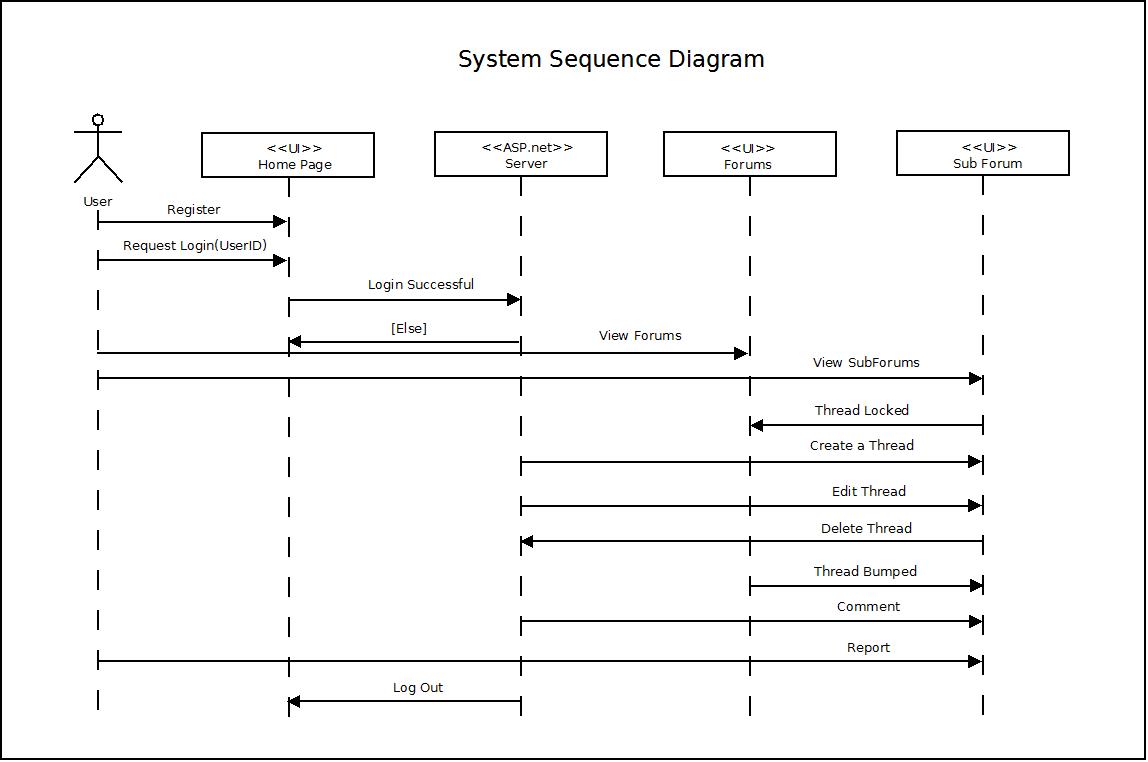 System Sequence Diagram
<<UI>>
Home Page
<<ASP.net>>
Server
<<UI>>
Forums
<<UI>>
Sub Forum
User
Register
Request Login(UserID)
Login Successful
[Else]
View Forums
View SubForums
Thread Locked
Create a Thread
Edit Thread
Delete Thread
Thread Bumped
Comment
Report
Log Out